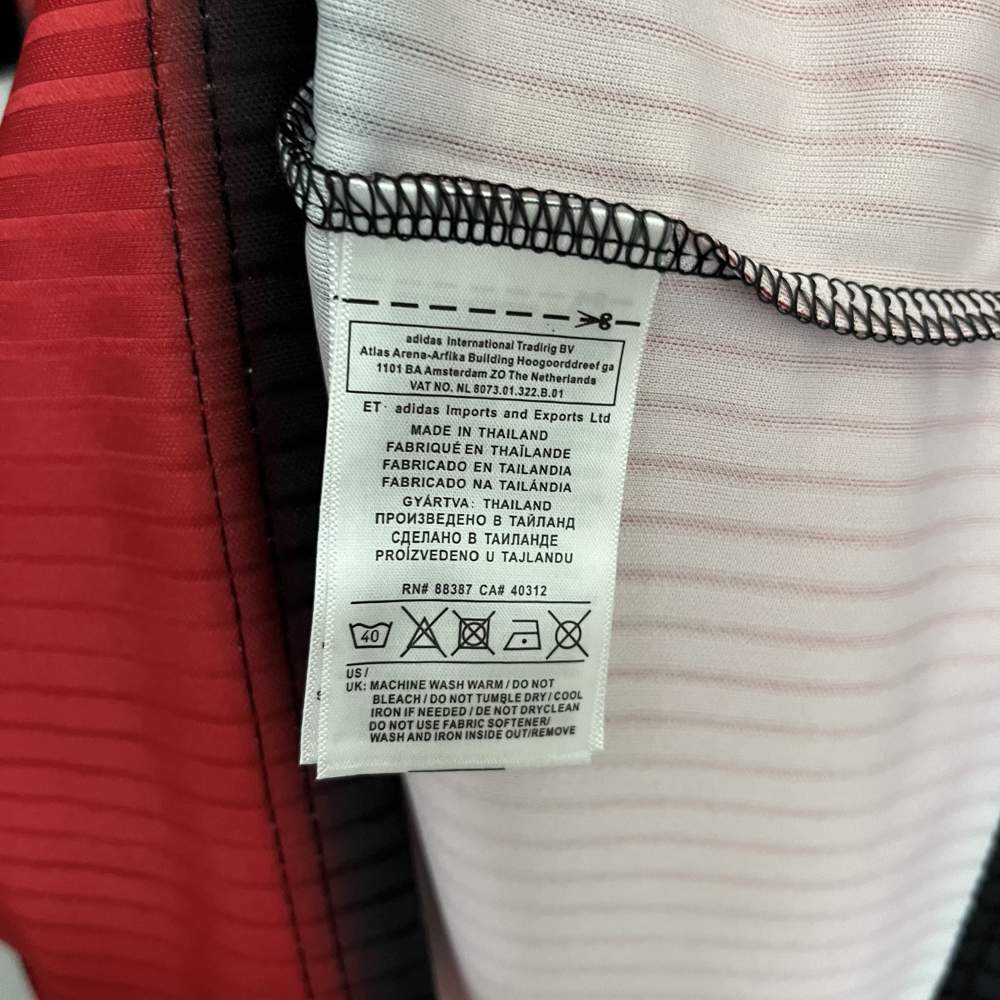 adidas International Tradirig BV
Atlas Arena-Arfika Building Hoogoorddreef ga
1101 BA Amsterdam ZO The Netherlands
VAT NO. NL 8073.01.322.B.01
ET· adidas Imports and Exports Ltd
MADE IN THAILAND
FABRIQUÉ EN THAÏLANDE
FABRICADO EN TAILANDIA
FABRICADO NA TAILÁNDIA
GYÁRTVA: THAILAND
ПРОИЗВЕДЕНО В ТАЙЛАНД
СДЕЛАНО В ТАИЛАНДЕ
PROÍZVEDENO U TAJLANDU
RN# 88387 CA# 40312
40
US /
UK: MACHINE WASH WARM / DO NOT
BLEACH / DO NOT TUMBLE DRY / COOL
IRON IF NEEDED / DE NOT DRYCLEAN
DO NOT USE FABRIC SOFTENER/
WASH AND IRON INSIDE OUT/REMOVE